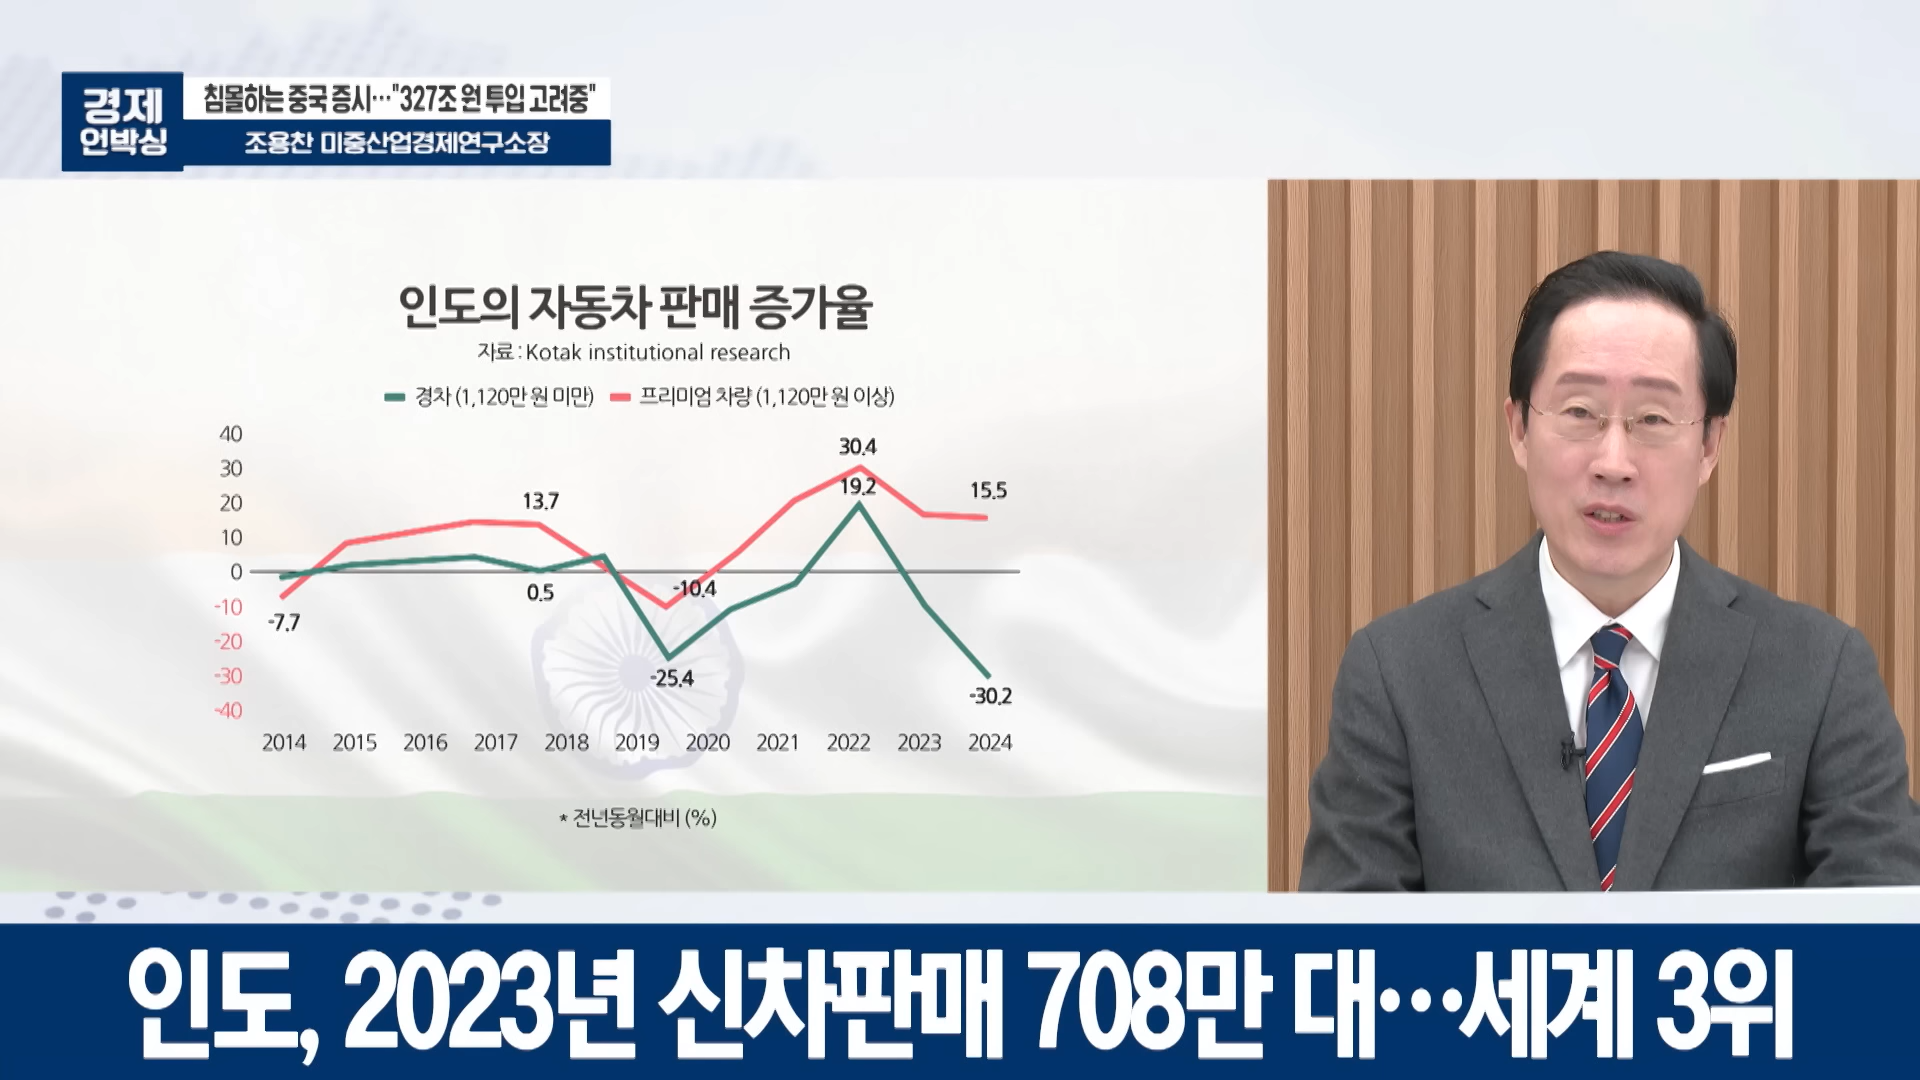 경제
언박싱
침몰하는 중국 증시…"327조 원 투입 고려중"
조용찬 미중산업경제연구소장
인도의 자동차 판매 증가율
자료 : Kotak institutional research
경차 (1,120만 원 미만) 프리미엄 차량 (1,120만 원 이상)
40
30
20
10
0
-10
-20
-30
-40
-7.7
13.7
0.5
-10.4
-25.4
30.4
19.2
15.5
-30.2
2014 2015 2016 2017 2018 2019 2020 2021 2022 2023 2024
* 전년동월대비 (%)
인도, 2023년 신차판매 708만 대…세계 3위